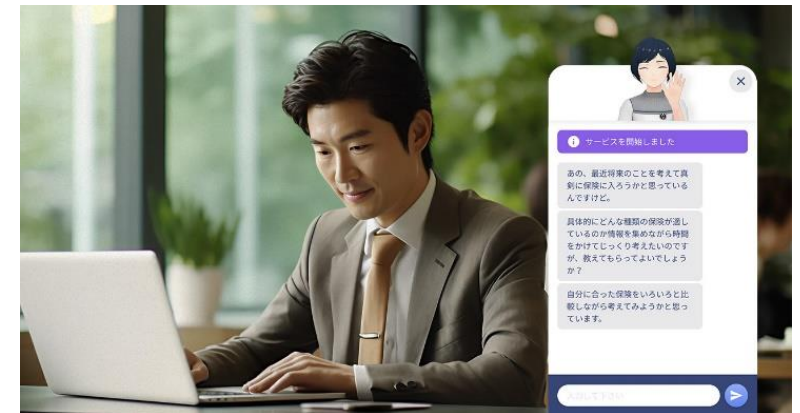 サービスを開始しました
あの、最近将来のことを考えて真
剣に保険に入ろうかと思っている
んですけど。
具体的にどんな種類の保険が適し
ているのか情報を集めながら時間
をかけてじっくり考えたいのです
が、教えてもらってよいでしょう
か？
自分に合った保険をいろいろと比
較しながら考えてみようかと思っ
ています。
入力して下さい